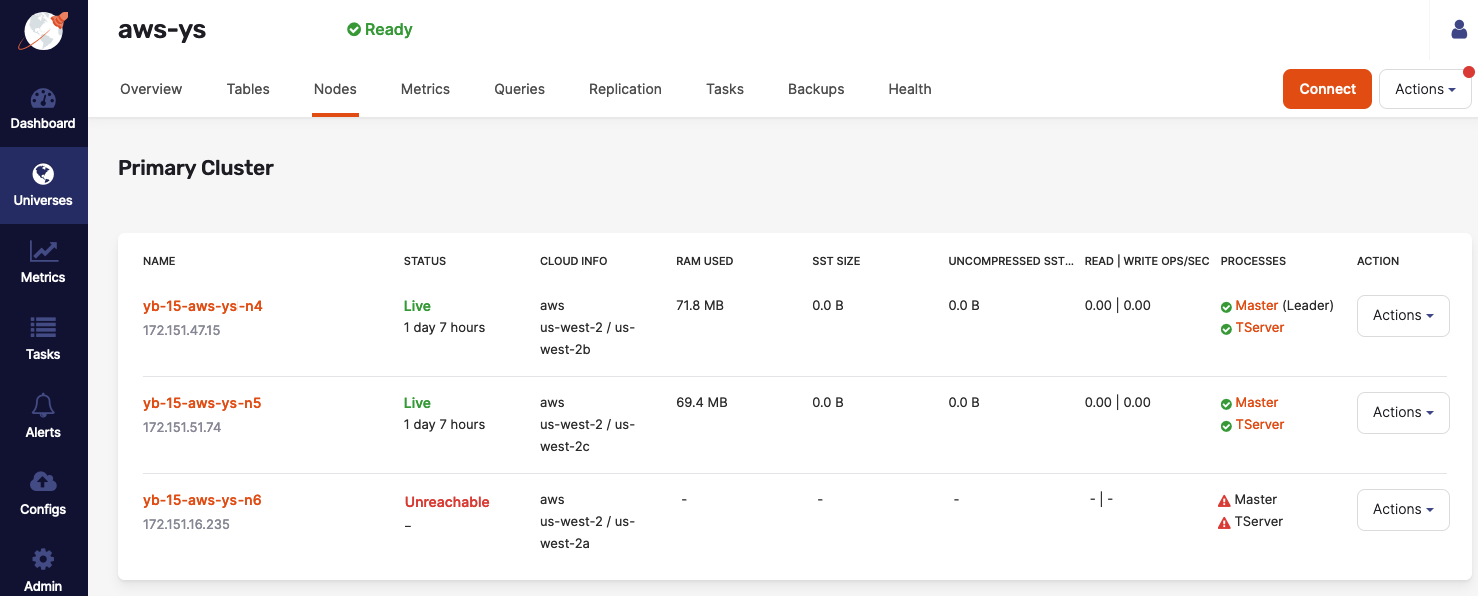 aws-ys
Ready
Overview Tables Nodes Metrics Queries Replication Tasks Backups Health
Connect Actions
Dashboard
Universes
Metrics
Tasks
Alerts
Configs
Admin
Primary Cluster
NAME STATUS CLOUD INFO RAM USED SST SIZE UNCOMPRESSED SST... READ | WRITE OPS/SEC PROCESSES ACTION
yb-15-aws-ys-n4 Live aws 71.8 MB 0.0 B 0.0 B 0.00 | 0.00 Master (Leader) Actions
172.151.47.15 1 day 7 hours us-west-2 / us- TServer
west-2b
yb-15-aws-ys-n5 Live aws 69.4 MB 0.0 B 0.0 B 0.00 | 0.00 Master Actions
172.151.51.74 1 day 7 hours us-west-2 / us- TServer
west-2c
yb-15-aws-ys-n6 Unreachable aws - - - - | - Master Actions
172.151.16.235 – us-west-2 / us- TServer
west-2a